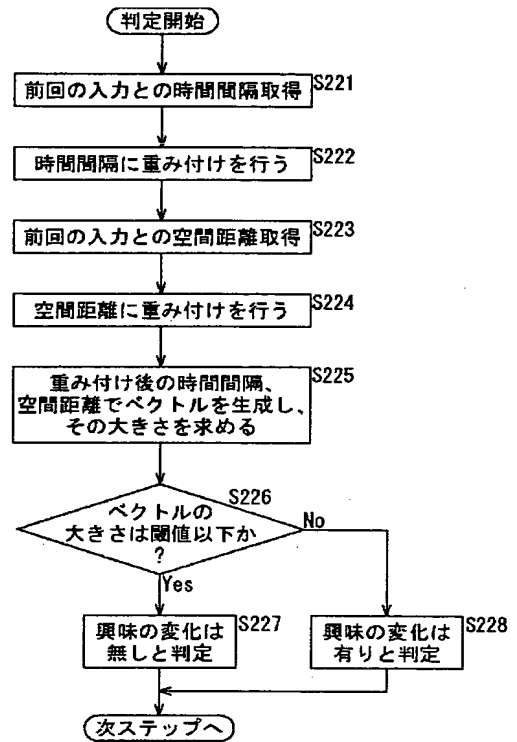 判定開始
前回の入力との時間間隔取得
S221
時間間隔に重み付けを行う
S222
前回の入力との空間距離取得
S223
空間距離に重み付けを行う
S224
重み付け後の時間間隔、
空間距離でベクトルを生成し、
その大きさを求める
S225
S226
ベクトルの
大きさは閾値以下か
?
No
Yes
興味の変化は
無しと判定
S227
興味の変化は
有りと判定
S228
次ステップへ